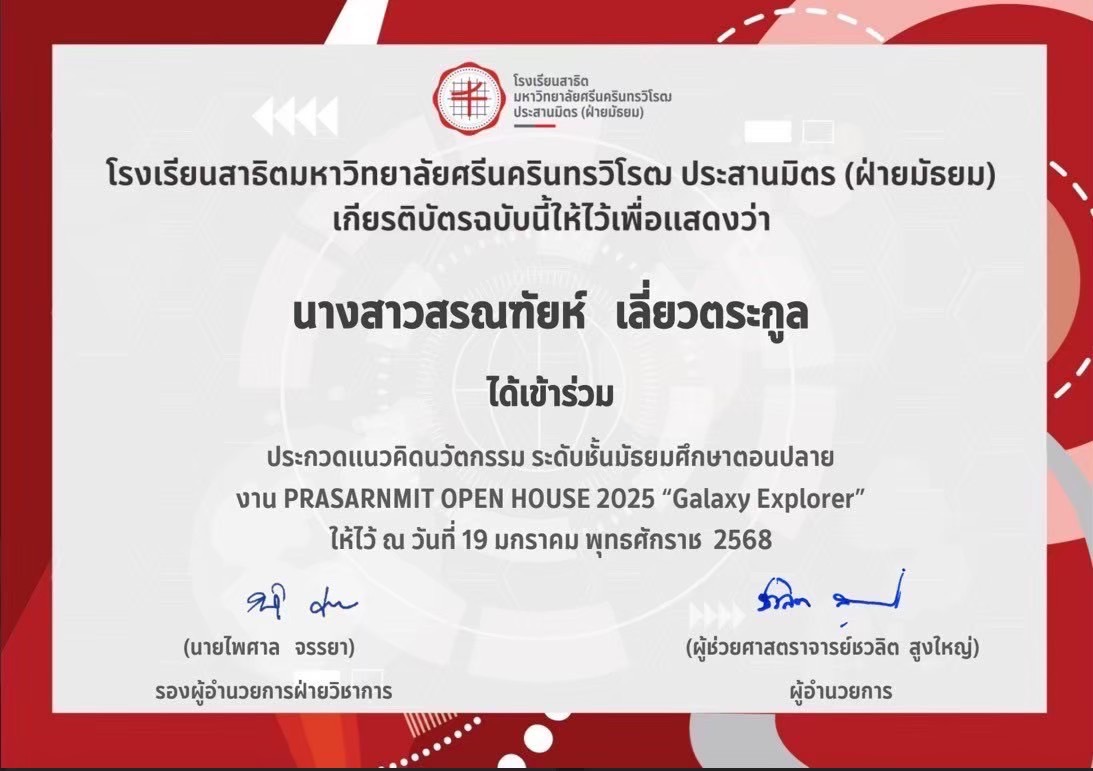 โรงเรียนสาธิต
มหาวิทยาลัยศรีนครินทรวิโรฒ
ประสานมิตร (ฝ่ายมัธยม)
โรงเรียนสาธิตมหาวิทยาลัยศรีนครินทรวิโรฒ ประสานมิตร (ฝ่ายมัธยม)
เกียรติบัตรฉบับนี้ให้ไว้เพื่อแสดงว่า
นางสาวสรณฑัยห์ เลี่ยวตระกูล
ได้เข้าร่วม
ประกวดแนวคิดนวัตกรรม ระดับชั้นมัธยมศึกษาตอนปลาย
งาน PRASARNMIT OPEN HOUSE 2025 “Galaxy Explorer”
ให้ไว้ ณ วันที่ 19 มกราคม พุทธศักราช 2568
(นายไพศาล จรรยา)
รองผู้อำนวยการฝ่ายวิชาการ
(ผู้ช่วยศาสตราจารย์ชวลิต สูงใหญ่)
ผู้อำนวยการ